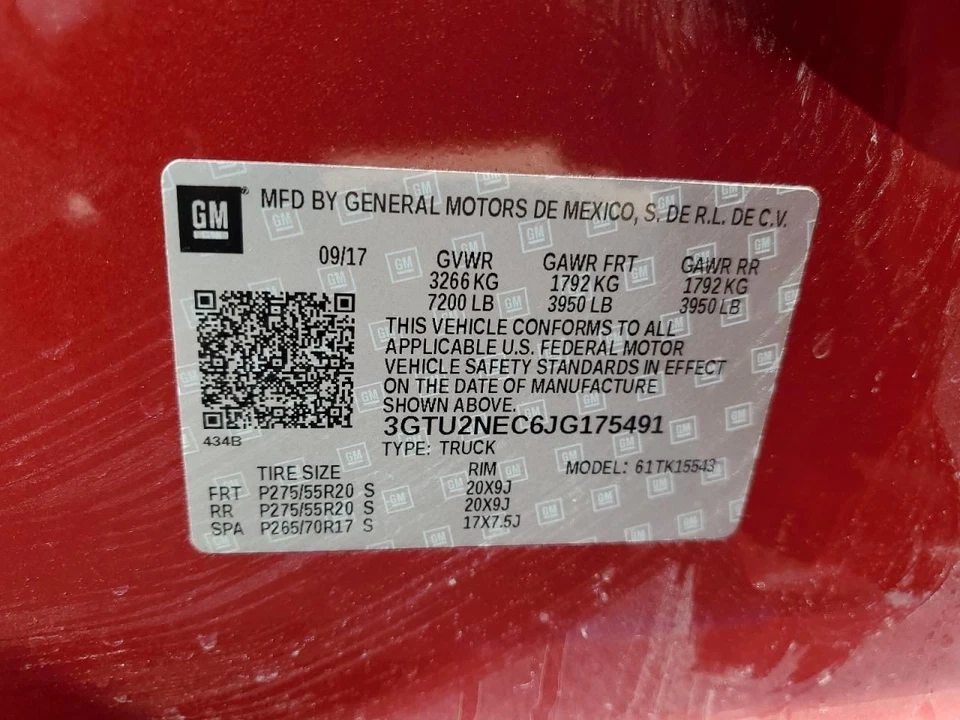 GM
MFD BY GENERAL MOTORS DE MEXICO, S. DE R.L. DE C.V.
09/17 GVWR GAWR FRT GAWR RR
3266 KG 1792 KG 1792 KG
7200 LB 3950 LB 3950 LB
THIS VEHICLE CONFORMS TO ALL
APPLICABLE U.S. FEDERAL MOTOR
VEHICLE SAFETY STANDARDS IN EFFECT
ON THE DATE OF MANUFACTURE
SHOWN ABOVE.
434B
3GTU2NEC6JG175491
TYPE: TRUCK
TIRE SIZE RIM MODEL: 61TK15543
FRT P275/55R20 S 20X9J
RR P275/55R20 S 20X9J
SPA P265/70R17 S 17X7.5J